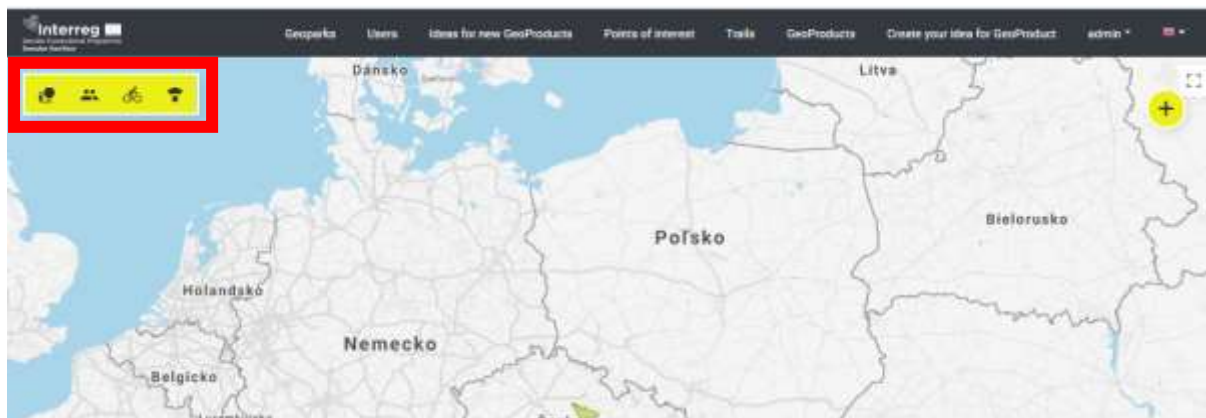 Interreg
Geoparks Users Ideas for new GeoProducts Points of interest Trails GeoProducts Create your idea for GeoProduct admin
Dánsko
Litva
Bielorusko
Poľsko
Holandsko
Nemecko
Belgicko